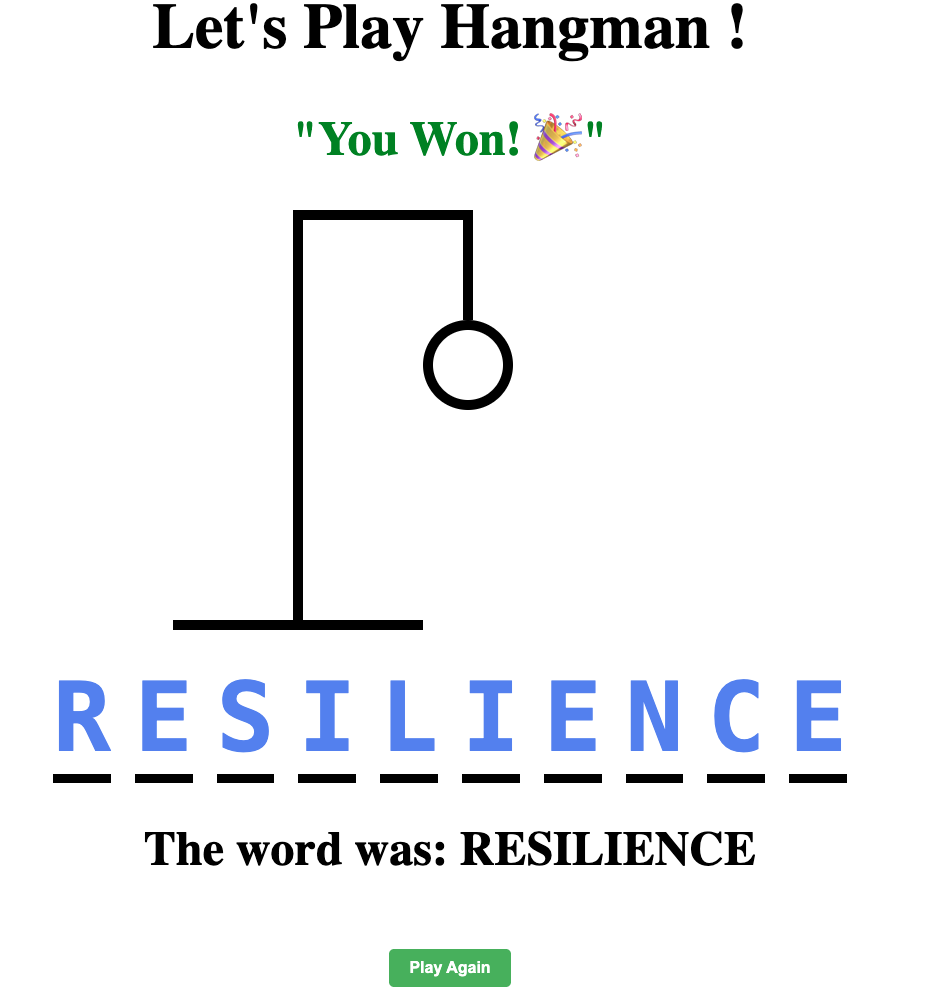 Let's Play Hangman !
"You Won! 🎉"
R E S I L I E N C E
The word was: RESILIENCE
Play Again